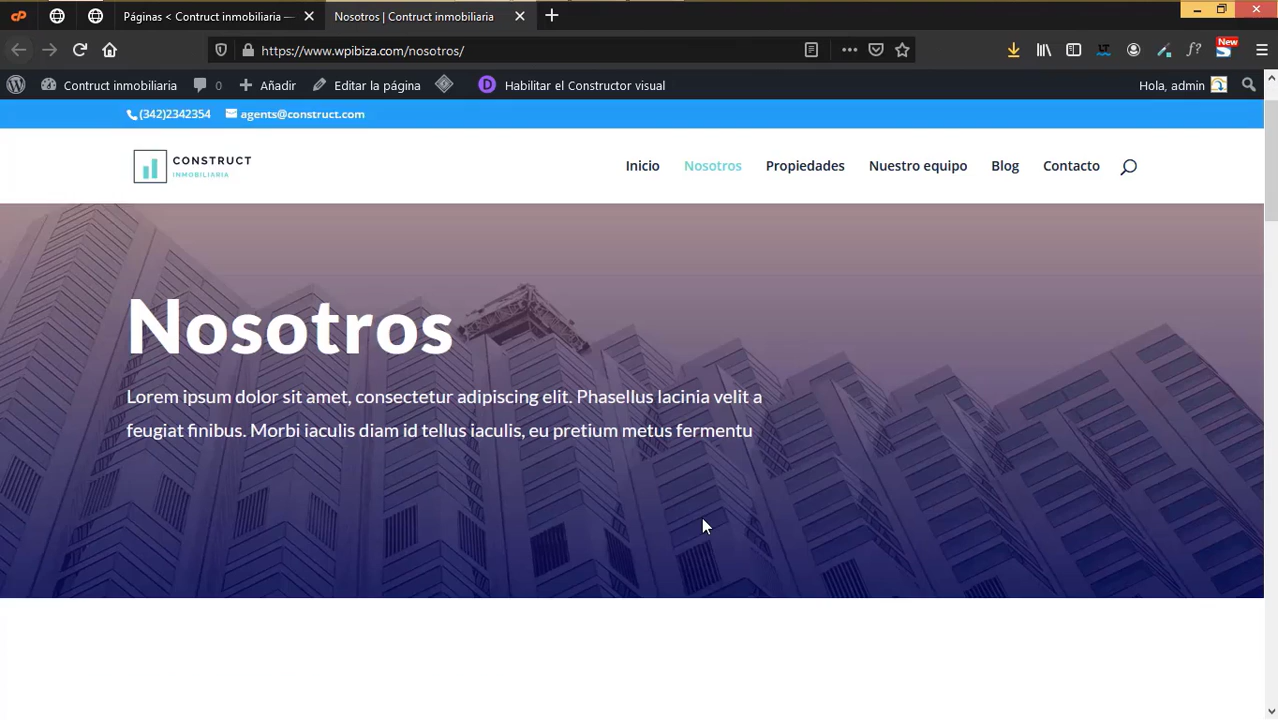 Páginas < Contruct inmobiliaria —
Nosotros | Contruct inmobiliaria
New
https://www.wpibiza.com/nosotros/
Contruct inmobiliaria
0
Añadir
Editar la página
D
Habilitar el Constructor visual
Hola, admin
(342)2342354
agents@construct.com
CONSTRUCT
INMOBILIARIA
Inicio
Nosotros
Propiedades
Nuestro equipo
Blog
Contacto
Nosotros
Lorem ipsum dolor sit amet, consectetur adipiscing elit. Phasellus lacinia velit a
feugiat finibus. Morbi iaculis diam id tellus iaculis, eu pretium metus fermentu